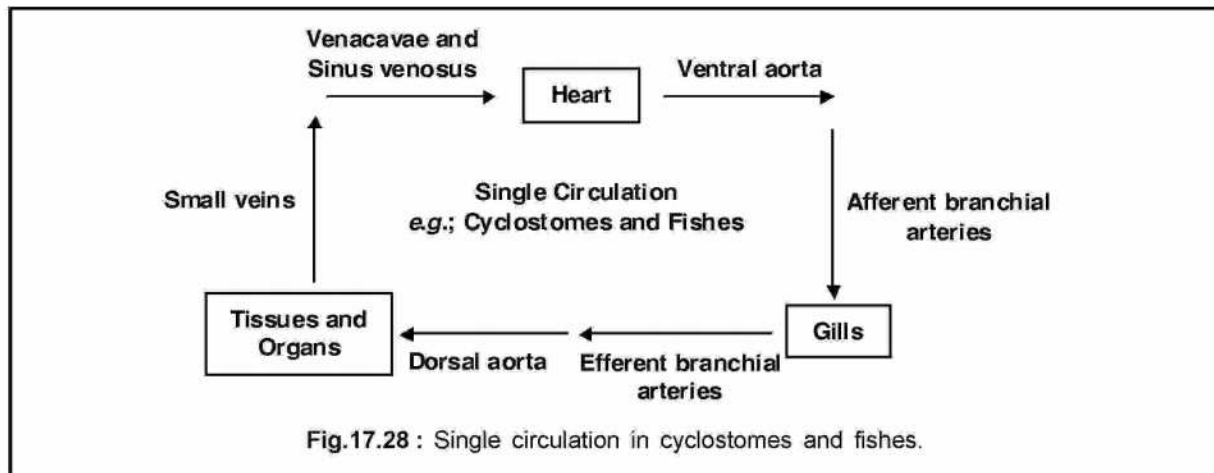 Venacavae and
Sinus venosus
Heart
Ventral aorta
Small veins
Single Circulation
e.g.; Cyclostomes and Fishes
Afferent branchial
arteries
Tissues and
Organs
Dorsal aorta
Efferent branchial
arteries
Gills
Fig.17.28 : Single circulation in cyclostomes and fishes.